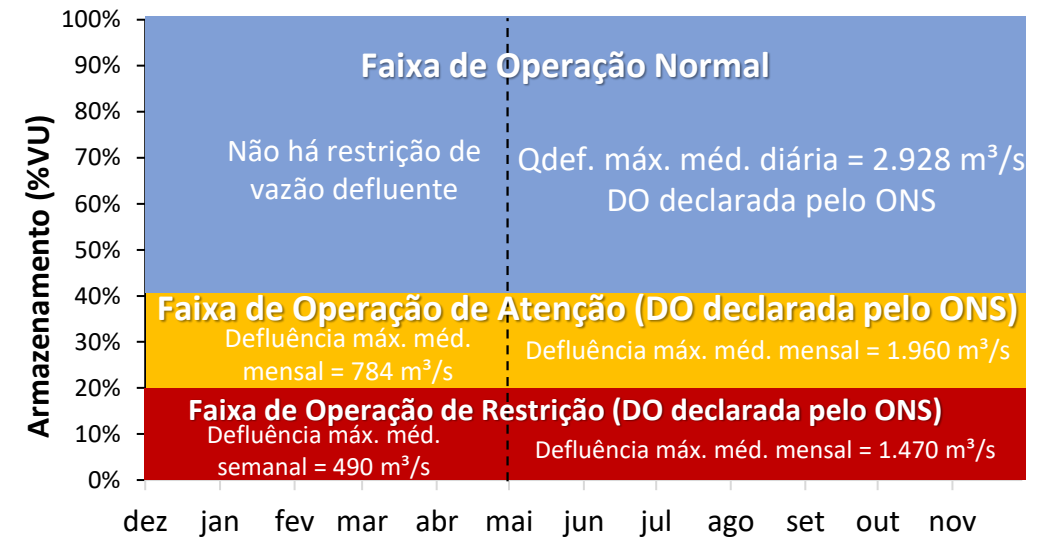 100%
90%
80%
70%
60%
50%
40%
30%
20%
10%
0%
Armazenamento (%VU)
Faixa de Operação Normal
Não há restrição de
vazão defluente
Qdef. máx. méd. diária = 2.928 m³/s
DO declarada pelo ONS
Faixa de Operação de Atenção (DO declarada pelo ONS)
Defluência máx. méd.
mensal = 784 m³/s
Defluência máx. méd. mensal = 1.960 m³/s
Faixa de Operação de Restrição (DO declarada pelo ONS)
Defluência máx. méd.
semanal = 490 m³/s
Defluência máx. méd. mensal = 1.470 m³/s
dez jan fev mar abr mai jun jul ago set out nov